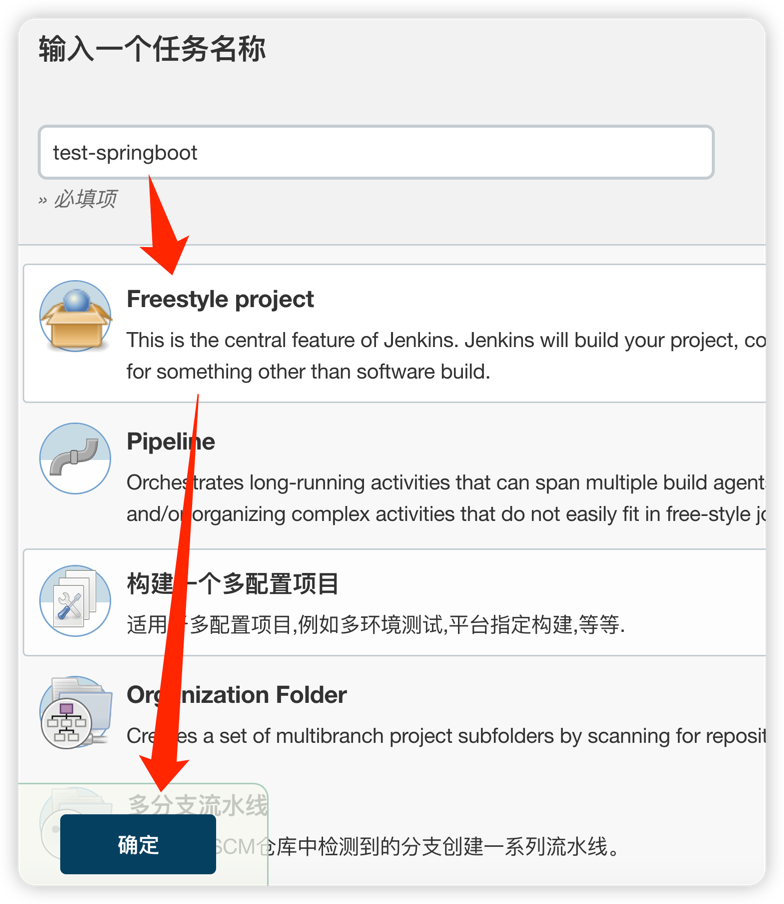 输入一个任务名称
test-springboot
» 必填项
Freestyle project
This is the central feature of Jenkins. Jenkins will build your project, co
for something other than software build.
Pipeline
Orchestrates long-running activities that can span multiple build agent
and/or organizing complex activities that do not easily fit in free-style jo
构建一个多配置项目
适用于多配置项目,例如多环境测试,平台指定构建,等等.
Organization Folder
Creates a set of multibranch project subfolders by scanning for reposit
多分支流水线
确定
SCM仓库中检测到的分支创建一系列流水线。